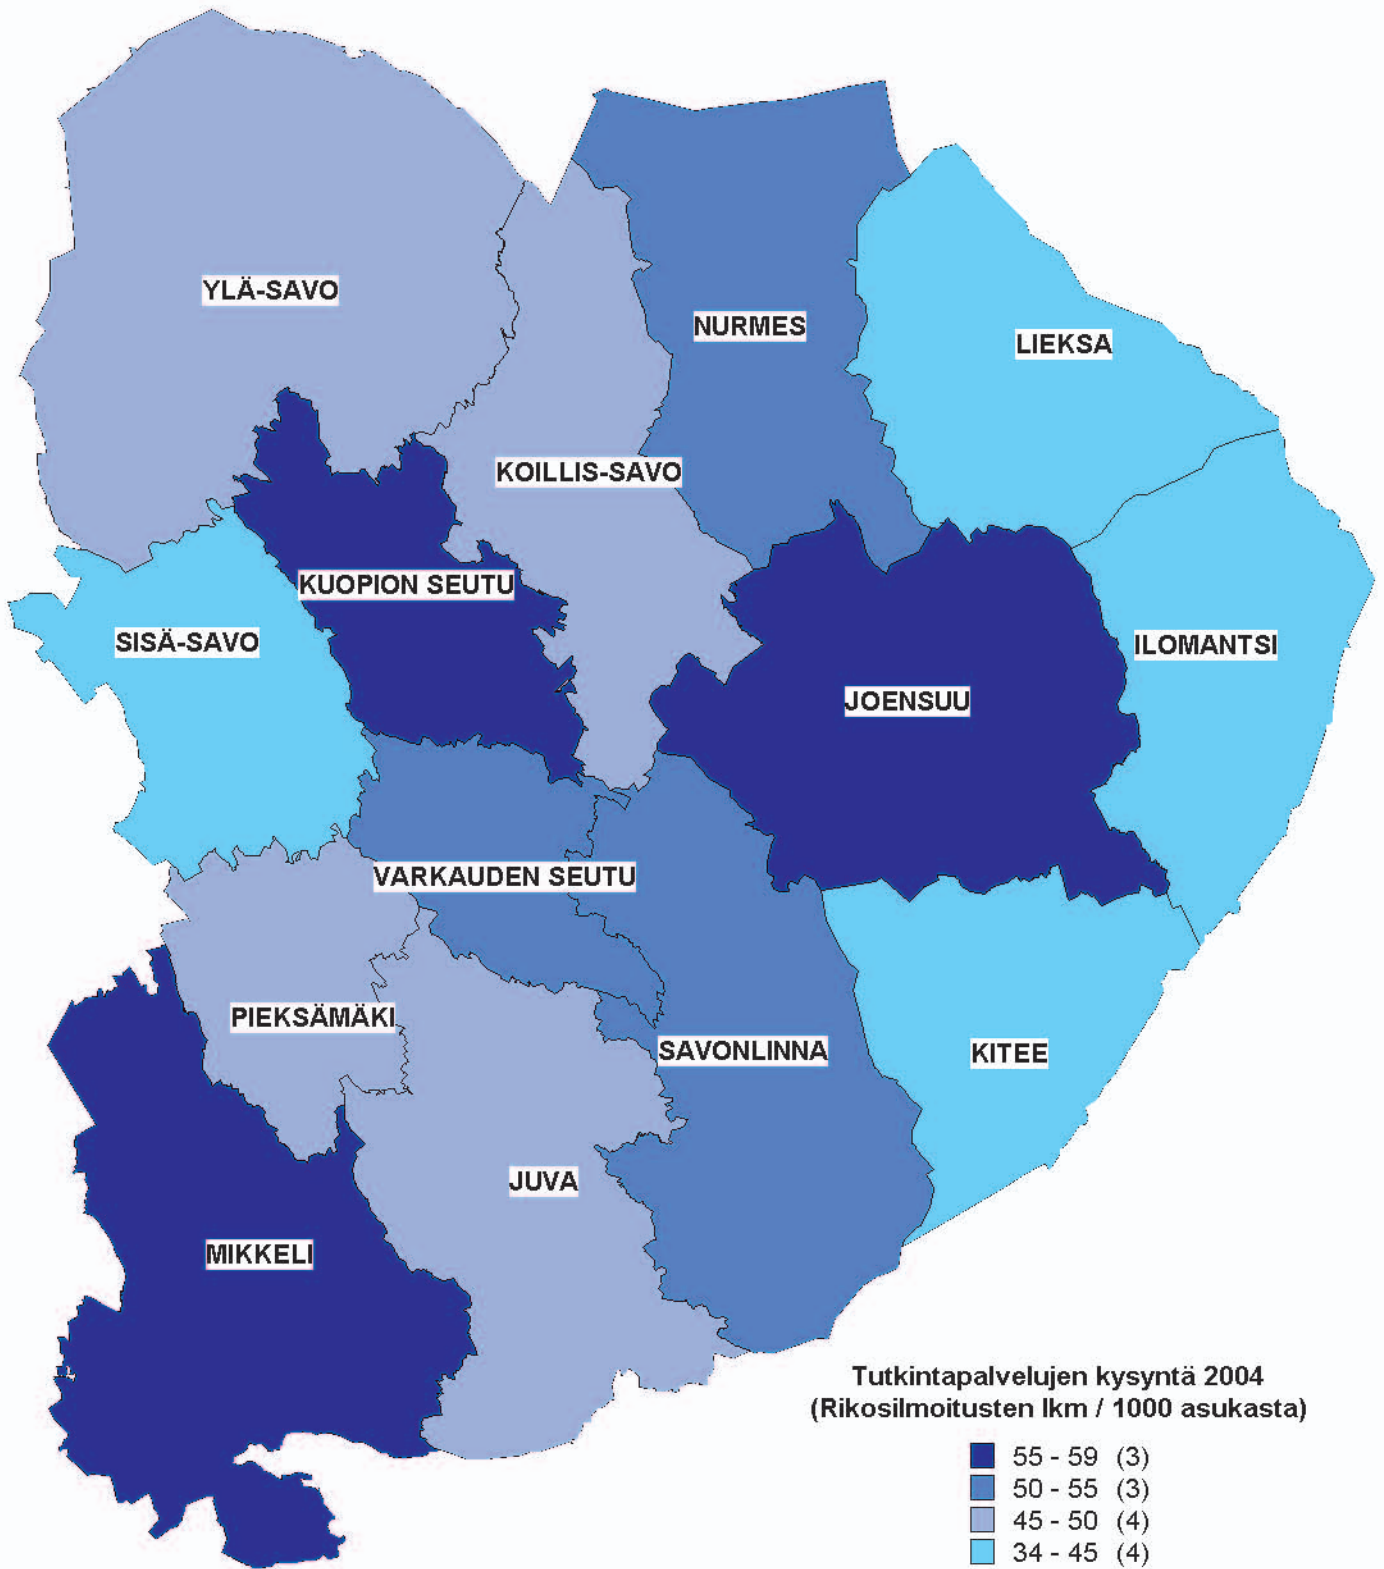 YLÄ-SAVO
NURMES
LIEKSA
KOILLIS-SAVO
KUOPION SEUTU
SISÄ-SAVO
ILOMANTSI
JOENSUU
VARKAUDEN SEUTU
PIEKSÄMÄKI
SAVONLINNA
KITEE
JUVA
MIKKELI
Tutkintapalvelujen kysyntä 2004
(Rikosilmoitusten lkm / 1000 asukasta)
55 - 59 (3)
50 - 55 (3)
45 - 50 (4)
34 - 45 (4)